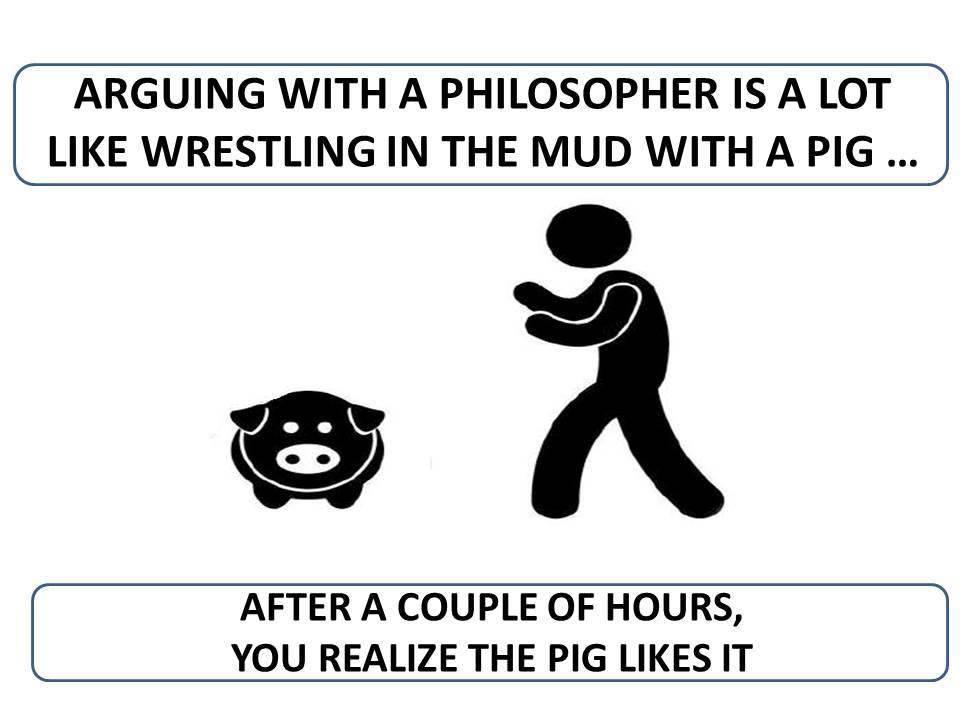 ARGUING WITH A PHILOSOPHER IS A LOT
LIKE WRESTLING IN THE MUD WITH A PIG …
AFTER A COUPLE OF HOURS,
YOU REALIZE THE PIG LIKES IT